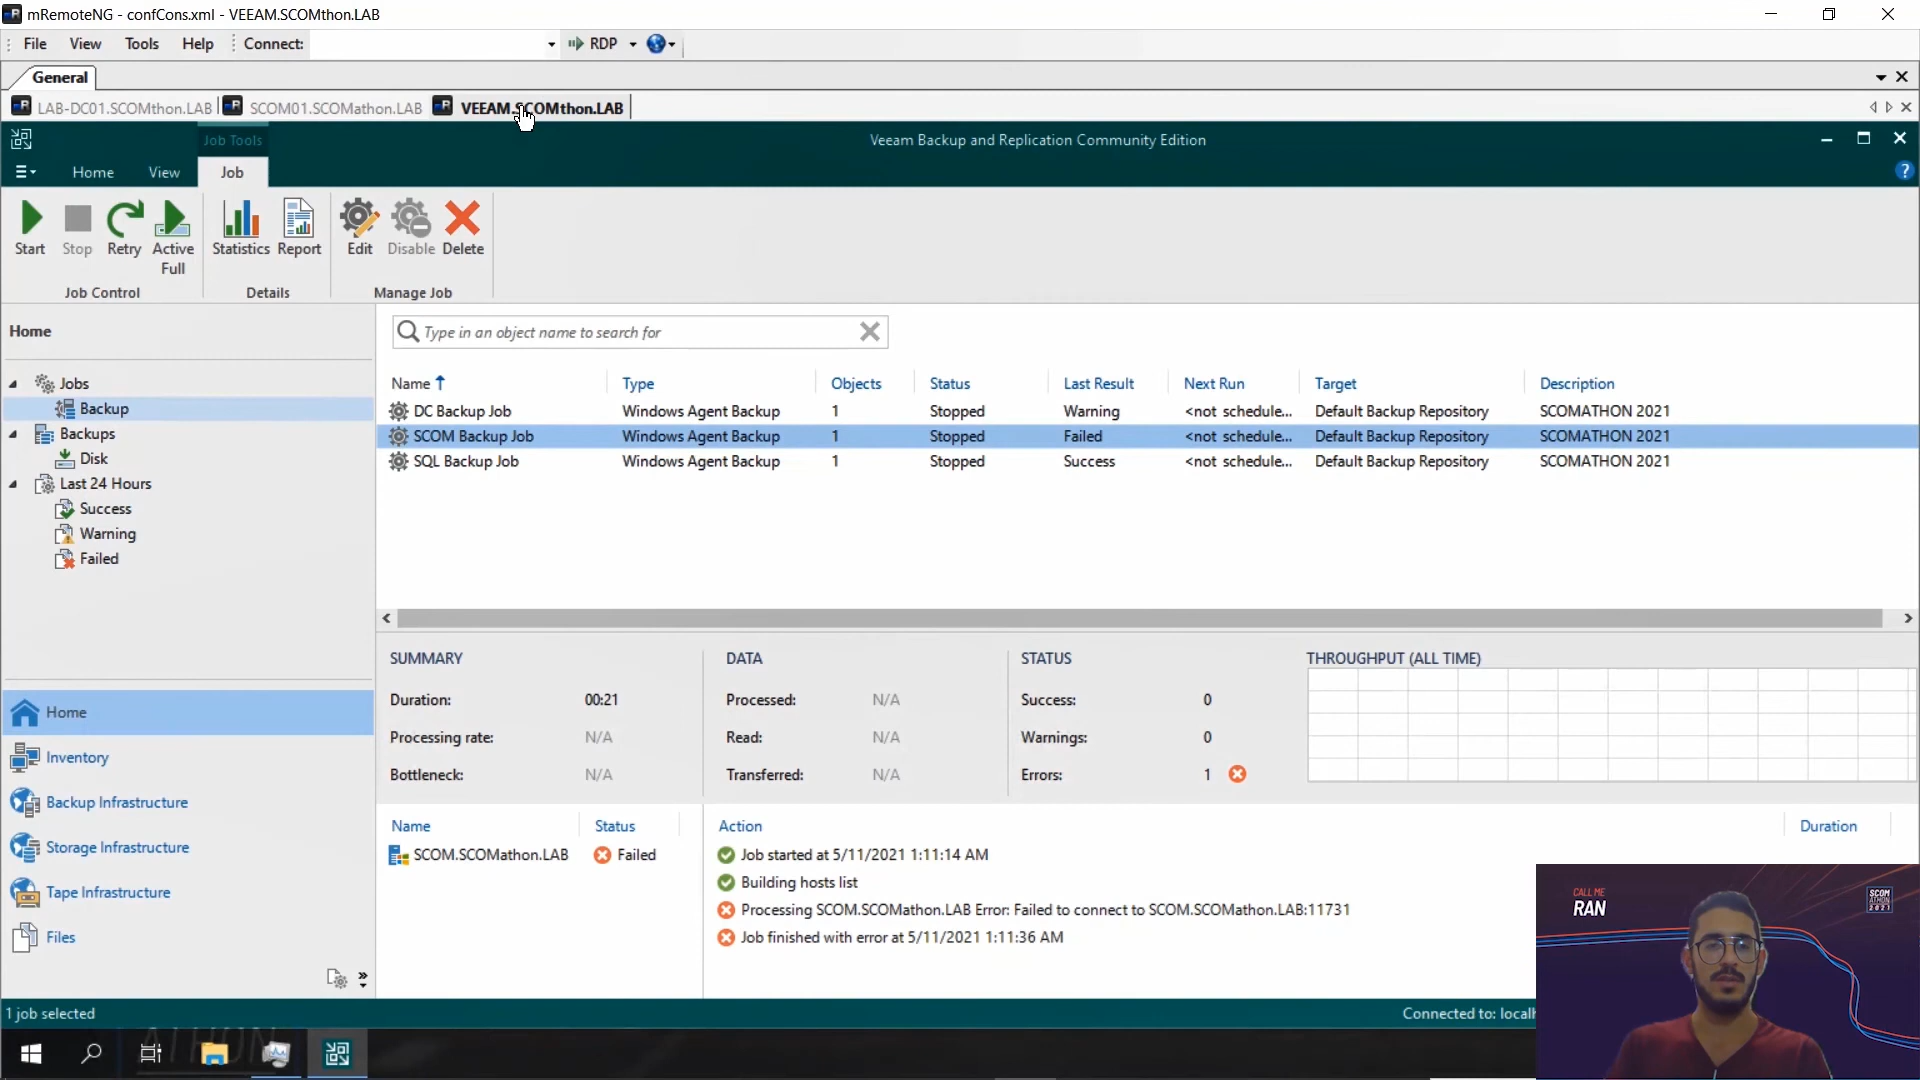 mRemoteNG - confCons.xml - VEEAM.SCOMthon.LAB
File View Tools Help Connect: RDP
General
LAB-DC01.SCOMthon.LAB SCOM01.SCOMathon.LAB VEEAM.SCOMthon.LAB
Job Tools Veeam Backup and Replication Community Edition
Home View Job
Start Stop Retry Active Full Statistics Report Edit Disable Delete
Job Control Details Manage Job
Home
Type in an object name to search for
Name Type Objects Status Last Result Next Run Target Description
DC Backup Job Windows Agent Backup 1 Stopped Warning <not schedule... Default Backup Repository SCOMATHON 2021
SCOM Backup Job Windows Agent Backup 1 Stopped Failed <not schedule... Default Backup Repository SCOMATHON 2021
SQL Backup Job Windows Agent Backup 1 Stopped Success <not schedule... Default Backup Repository SCOMATHON 2021
Jobs
Backup
Backups
Disk
Last 24 Hours
Success
Warning
Failed
Home
Inventory
Backup Infrastructure
Storage Infrastructure
Tape Infrastructure
Files
SUMMARY DATA STATUS THROUGHPUT (ALL TIME)
Duration: 00:21 Processed: N/A Success: 0
Processing rate: N/A Read: N/A Warnings: 0
Bottleneck: N/A Transferred: N/A Errors: 1
Name Status Action Duration
SCOM.SCOMathon.LAB Failed Job started at 5/11/2021 1:11:14 AM
Building hosts list
Processing SCOM.SCOMathon.LAB Error: Failed to connect to SCOM.SCOMathon.LAB:11731
Job finished with error at 5/11/2021 1:11:36 AM
CALL ME
RAN
SCOM
ATHON
2021
1 job selected Connected to: localh
ATHON